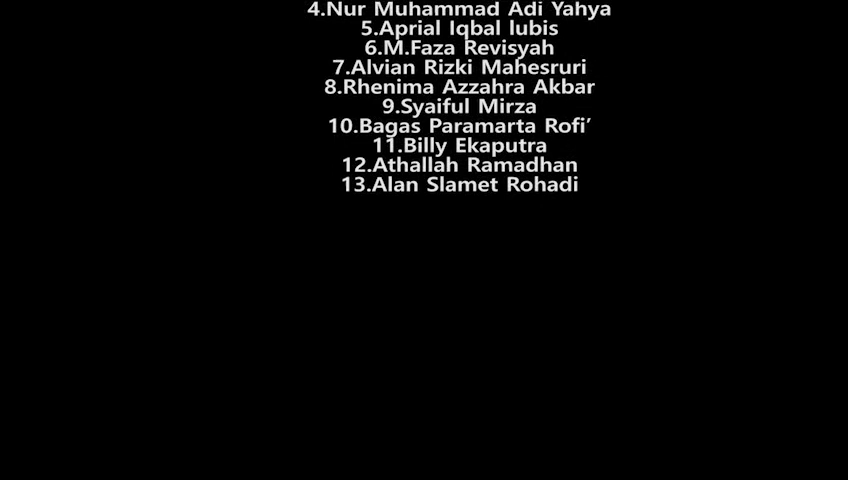 4.Nur Muhammad Adi Yahya
5.Aprial Iqbal lubis
6.M.Faza Revisyah
7.Alvian Rizki Mahesruri
8.Rhenima Azzahra Akbar
9.Syaiful Mirza
10.Bagas Paramarta Rofi’
11.Billy Ekaputra
12.Athallah Ramadhan
13.Alan Slamet Rohadi